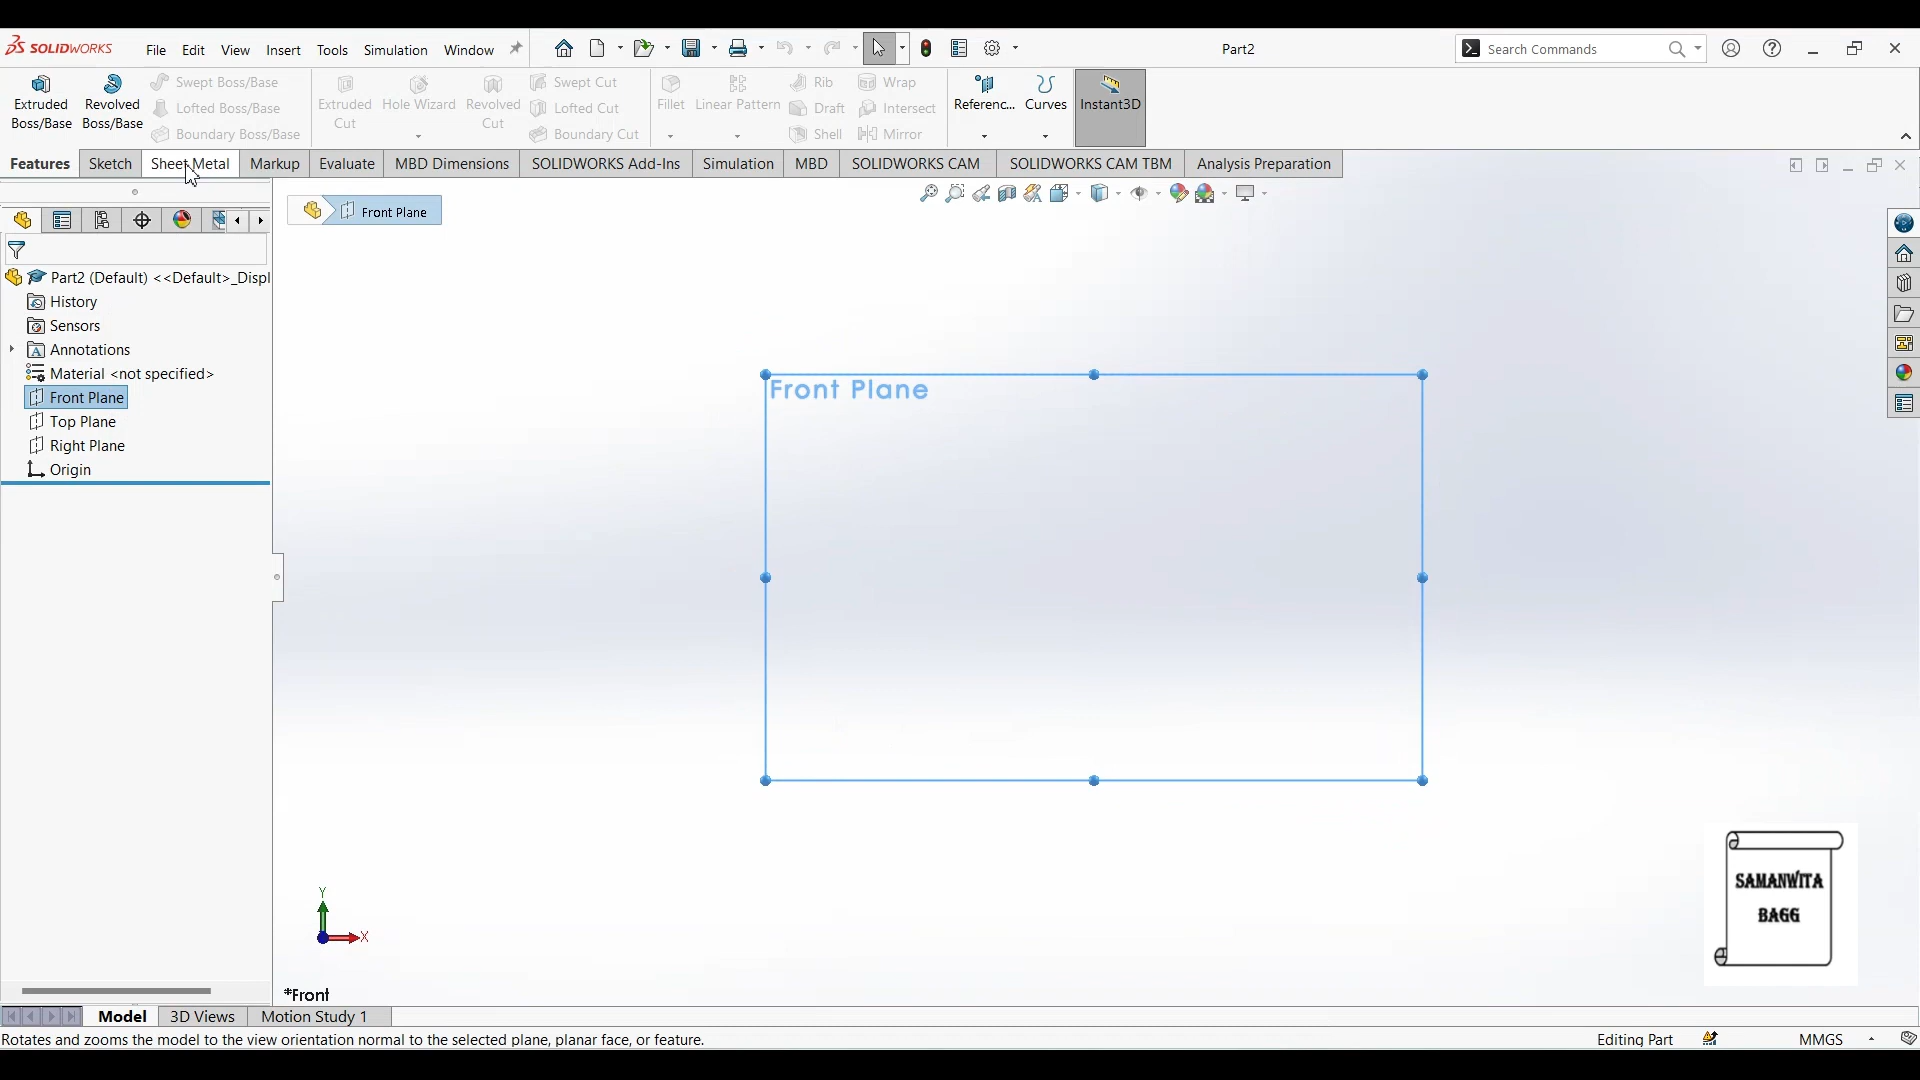 SOLIDWORKS File Edit View Insert Tools Simulation Window Part2 Search Commands
Extruded Boss/Base
Revolved Boss/Base
Swept Boss/Base
Lofted Boss/Base
Boundary Boss/Base
Extruded Cut
Hole Wizard
Revolved Cut
Swept Cut
Lofted Cut
Boundary Cut
Fillet
Linear Pattern
Rib
Draft
Shell
Wrap
Intersect
Mirror
Referenc...
Curves
Instant3D
Features Sketch Sheet Metal Markup Evaluate MBD Dimensions SOLIDWORKS Add-Ins Simulation MBD SOLIDWORKS CAM SOLIDWORKS CAM TBM Analysis Preparation
Front Plane
Part2 (Default) <<Default>_Displ
History
Sensors
Annotations
Material <not specified>
Front Plane
Top Plane
Right Plane
Origin
Front Plane
SAMANWITA
BAGG
Y
X
*Front
Model 3D Views Motion Study 1
Rotates and zooms the model to the view orientation normal to the selected plane, planar face, or feature. Editing Part MMGS